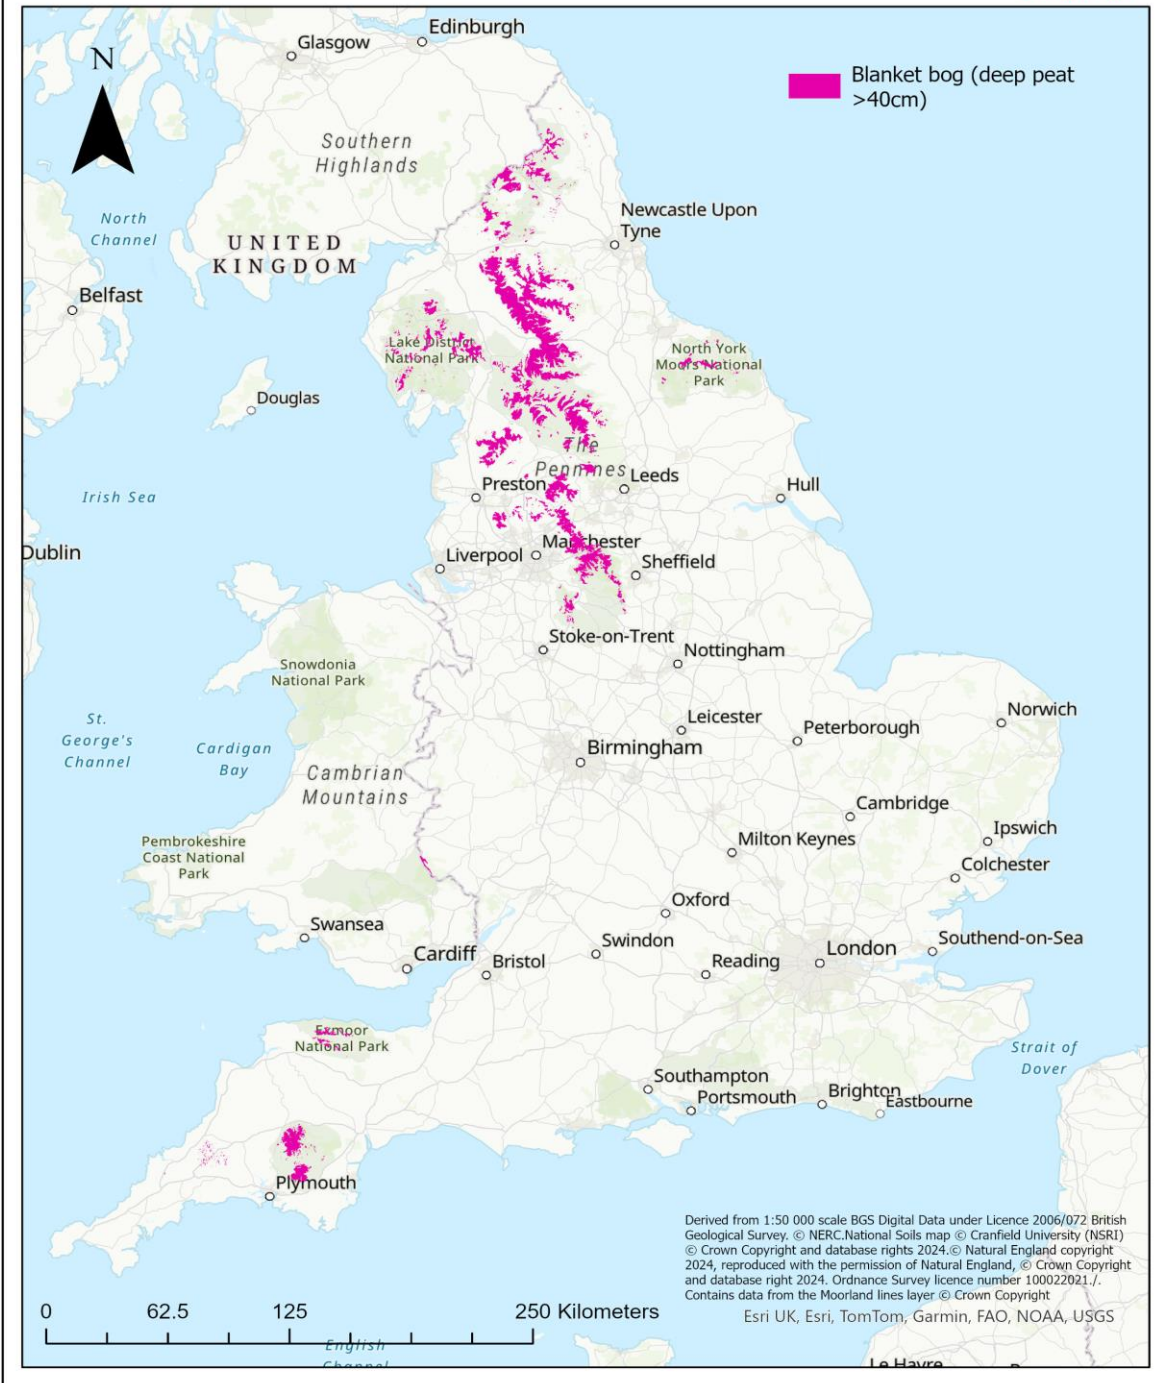 Edinburgh
Glasgow
N
Blanket bog (deep peat
>40cm)
Southern
Highlands
North
Channel
Newcastle Upon
Tyne
UNITED
KINGDOM
Belfast
Lake District
National Park
North York
Moors National
Park
Douglas
The
Pennines
Leeds
Preston
Hull
Irish Sea
Manchester
Dublin
Liverpool
Sheffield
Stoke-on-Trent
Nottingham
Snowdonia
National Park
Norwich
St.
George's
Channel
Leicester
Peterborough
Cardigan
Bay
Birmingham
Cambrian
Mountains
Cambridge
Ipswich
Milton Keynes
Pembrokeshire
Coast National
Park
Colchester
Oxford
Swansea
Swindon
London
Southend-on-Sea
Cardiff
Bristol
Reading
Exmoor
National Park
Strait of
Dover
Southampton
Portsmouth
Brighton
Eastbourne
Plymouth
Derived from 1:50 000 scale BGS Digital Data under Licence 2006/072 British
Geological Survey. © NERC.National Soils map © Cranfield University (NSRI)
© Crown Copyright and database rights 2024.© Natural England copyright
2024, reproduced with the permission of Natural England, © Crown Copyright
and database right 2024. Ordnance Survey licence number 100022021./.
Contains data from the Moorland lines layer © Crown Copyright
Esri UK, Esri, TomTom, Garmin, FAO, NOAA, USGS
0 62.5 125 250 Kilometers
English
Channel
Le Havre